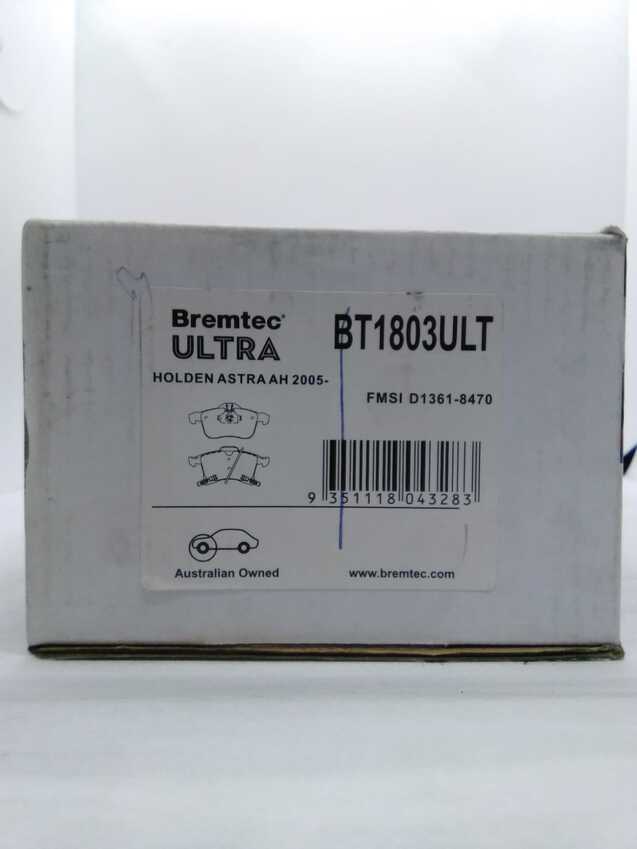 Bremtec®
ULTRA
BT1803ULT
HOLDEN ASTRA AH 2005-
FMSI D1361-8470
9 351118 043283
Australian Owned
www.bremtec.com